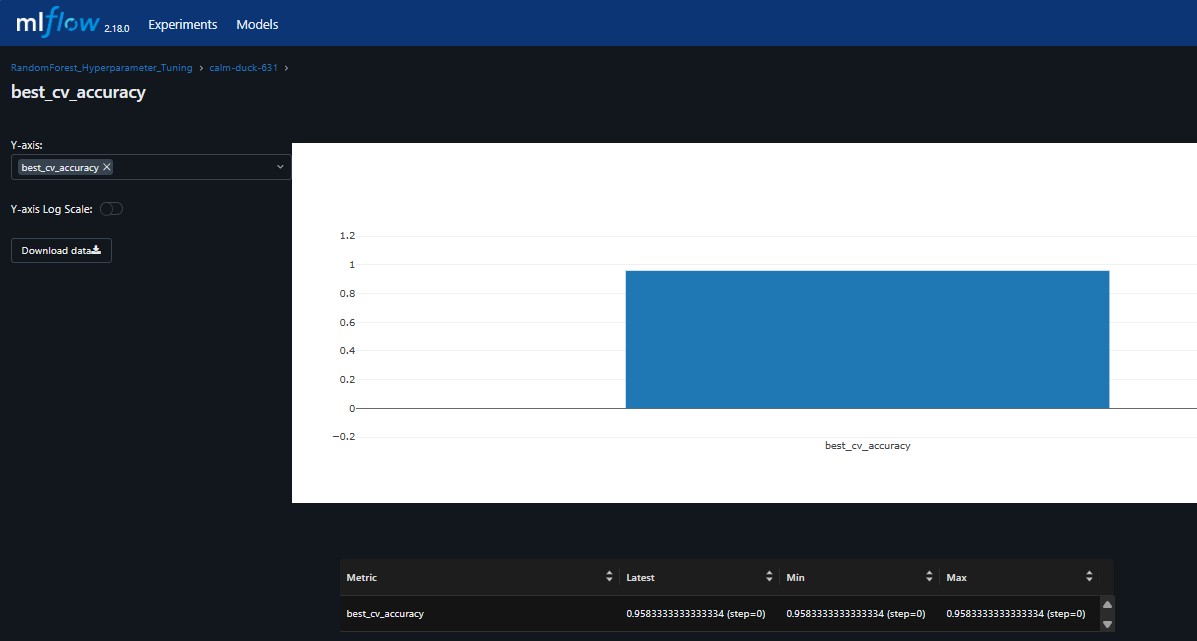 mlflow 2.18.0 Experiments Models
RandomForest_Hyperparameter_Tuning › calm-duck-631 ›
best_cv_accuracy
Y-axis:
best_cv_accuracy ×
Y-axis Log Scale:
Download data
1.2
1
0.8
0.6
0.4
0.2
0
−0.2
best_cv_accuracy
Metric Latest Min Max
best_cv_accuracy 0.9583333333333334 (step=0) 0.9583333333333334 (step=0) 0.9583333333333334 (step=0)